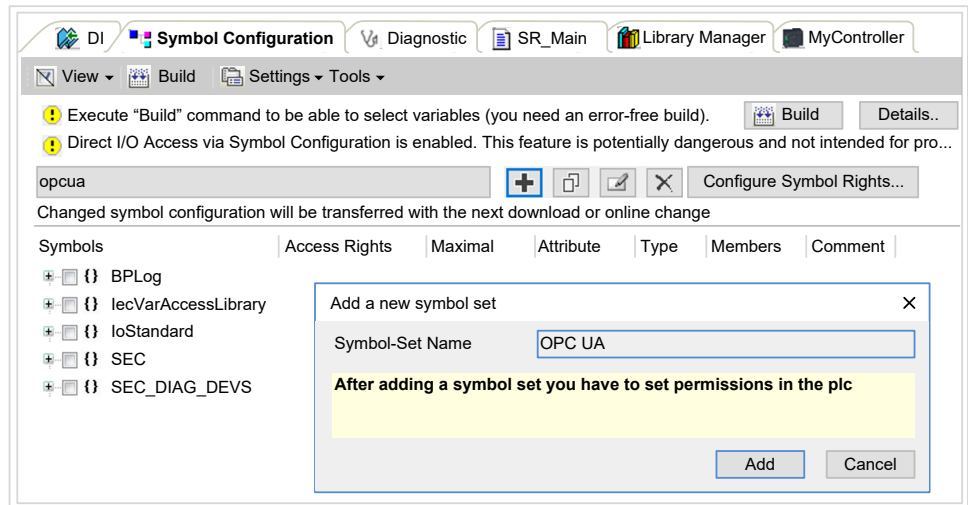 DI Symbol Configuration Diagnostic SR_Main Library Manager MyController
View Build Settings Tools
Execute “Build” command to be able to select variables (you need an error-free build). Build Details..
Direct I/O Access via Symbol Configuration is enabled. This feature is potentially dangerous and not intended for pro...
opcua Configure Symbol Rights...
Changed symbol configuration will be transferred with the next download or online change
Symbols Access Rights Maximal Attribute Type Members Comment
BPLog
IecVarAccessLibrary
IoStandard
SEC
SEC_DIAG_DEVS
Add a new symbol set
Symbol-Set Name OPC UA
After adding a symbol set you have to set permissions in the plc
Add Cancel